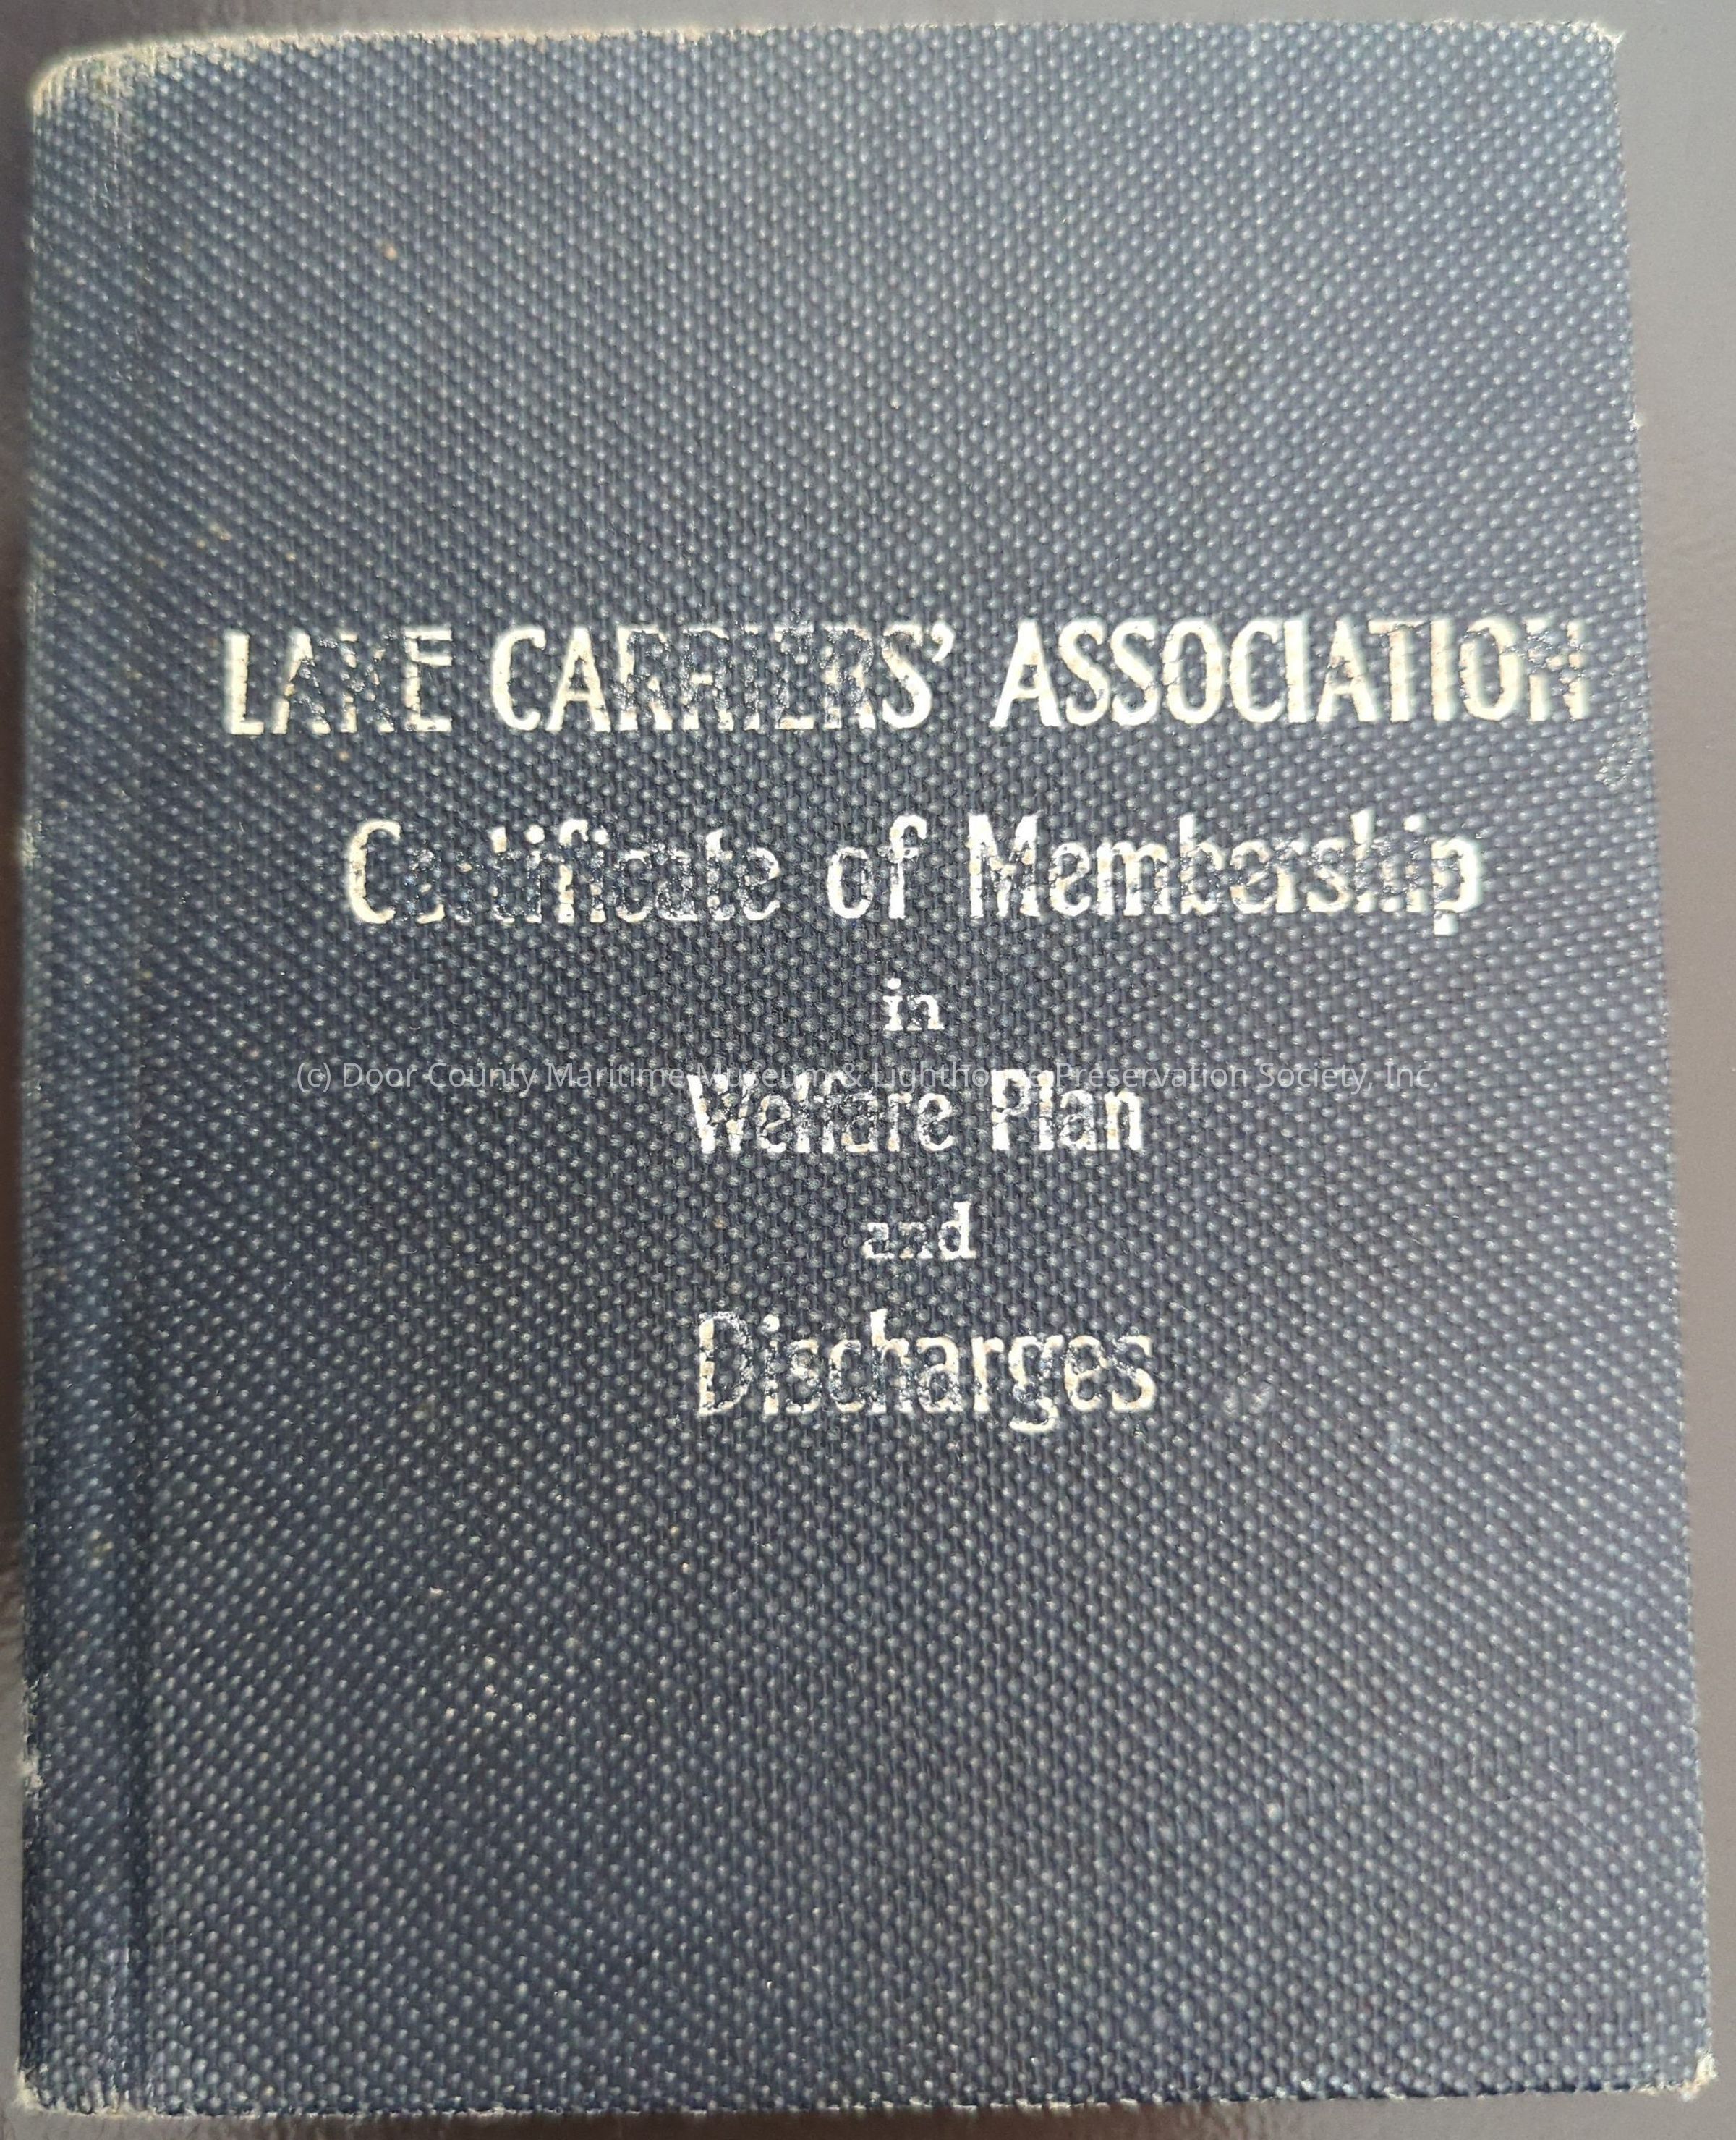 LAKE CARRIERS' ASSOCIATION
Certificate of Membership
in
(c) Door County Maritime Museum & Lighthouse Preservation Society, Inc.
Welfare Plan
and
Discharges